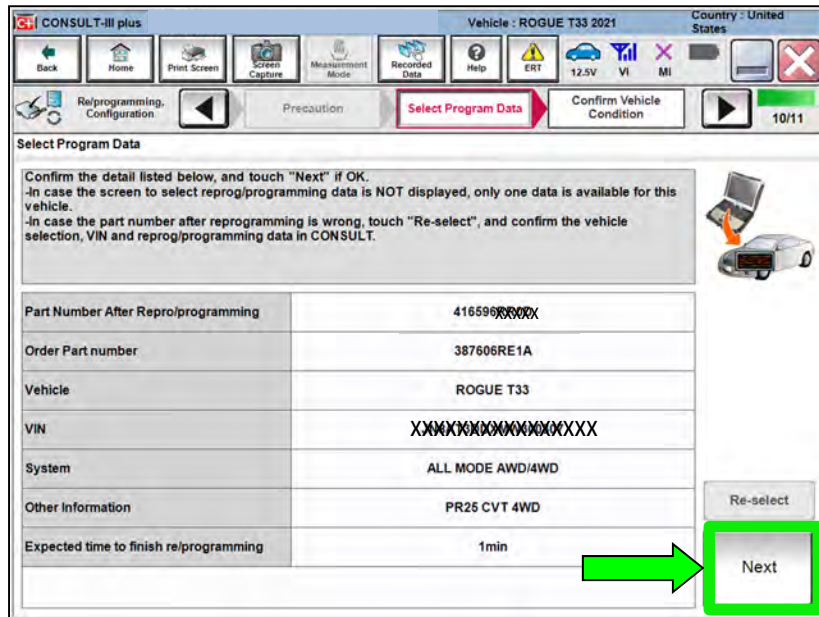 CONSULT-III plus
Vehicle : ROGUE T33 2021
Country : United States
Back
Home
Print Screen
Screen Capture
Measurement Mode
Recorded Data
Help
ERT
12.5V
VI
MI
Re/programming, Configuration
Precaution
Select Program Data
Confirm Vehicle Condition
10/11
Select Program Data
Confirm the detail listed below, and touch "Next" if OK.
-In case the screen to select reprog/programming data is NOT displayed, only one data is available for this
vehicle.
-In case the part number after reprogramming is wrong, touch "Re-select", and confirm the vehicle
selection, VIN and reprog/programming data in CONSULT.
Part Number After Repro/programming
416596
Order Part number
387606RE1A
Vehicle
ROGUE T33
VIN
System
ALL MODE AWD/4WD
Other Information
PR25 CVT 4WD
Expected time to finish re/programming
1min
Re-select
Next